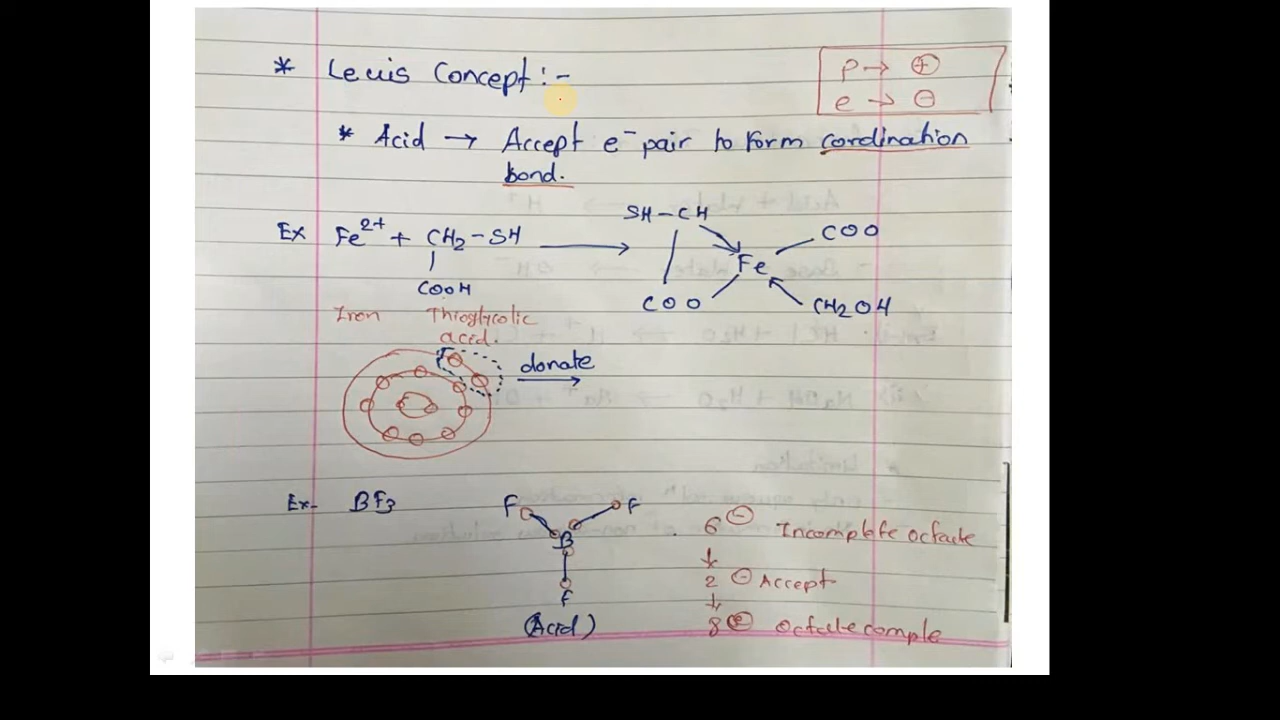 * Lewis Concept :-
p → ⊕
e → ⊖
* Acid → Accept e⁻ pair to form cordination
bond.
Ex Fe²⁺ + CH₂-SH →
COOH
SH-CH
COO
Fe
COO
CH₂OH
Iron Thioglycolic
acid.
donate
Ex- BF₃
F F
B
F
(Acid)
6 ⊖ Incomplete octate
↓
2 ⊖ Accept
↓
8 ⓔ Octate comple